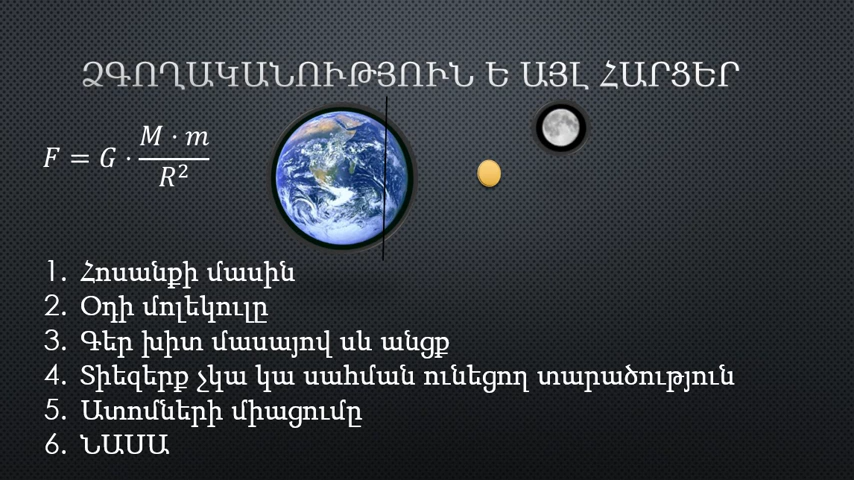 ՁԳՈՂԱԿԱՆՈՒԹՅՈՒՆ Ե ԱՅԼ ՀԱՐՑԵՐ
F = G · M · m / R²
1. Հոսանքի մասին
2. Օդի մոլեկուլը
3. Գեր խիտ մասայով սև անցք
4. Տիեզերք չկա կա սահման ունեցող տարածություն
5. Ատոմների միացումը
6. ՆԱՍԱ